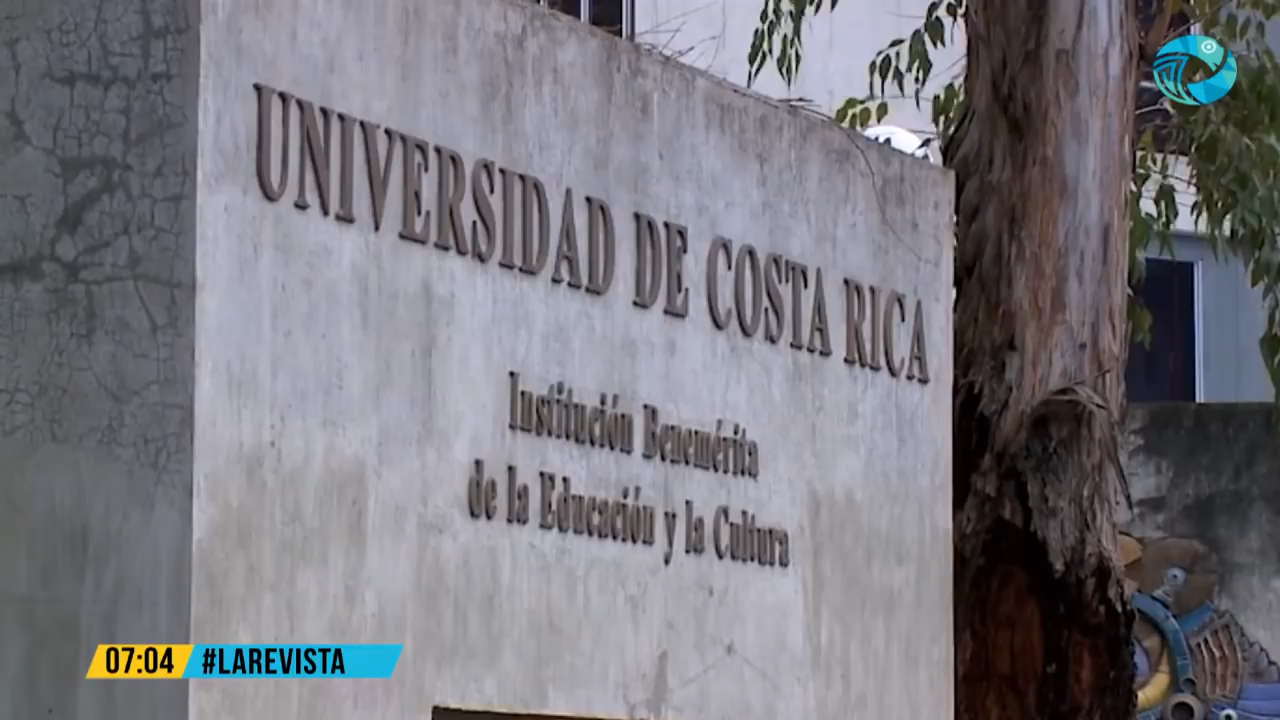 UNIVERSIDAD DE COSTA RICA
Institución Benemérita
de la Educación y la Cultura
07:04 #LAREVISTA